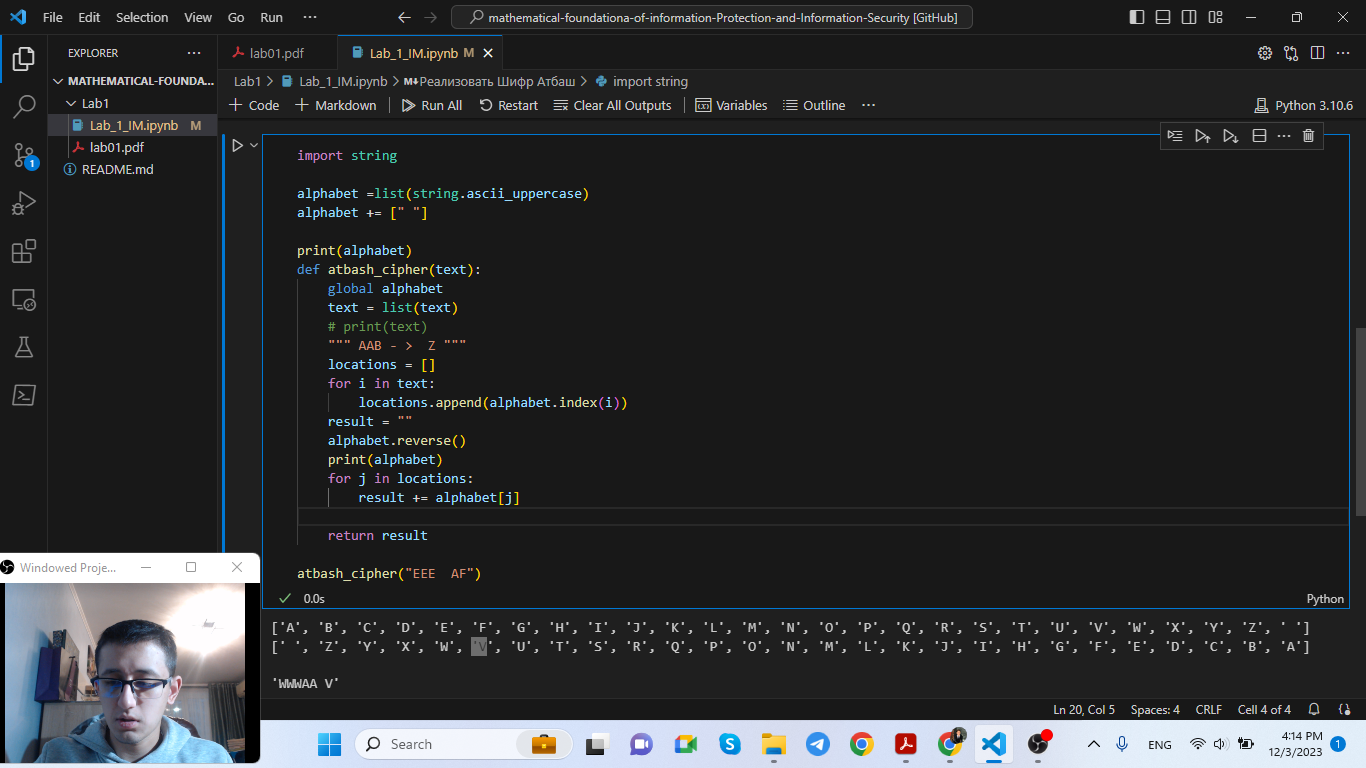 File Edit Selection View Go Run ···
mathematical-foundationa-of-information-Protection-and-Information-Security [GitHub]
EXPLORER ···
MATHEMATICAL-FOUNDA...
Lab1
Lab_1_IM.ipynb M
lab01.pdf
README.md
1
lab01.pdf
Lab_1_IM.ipynb M
Lab1 > Lab_1_IM.ipynb > M↓Реализовать Шифр Атбаш > import string
+ Code + Markdown Run All Restart Clear All Outputs Variables Outline ···
Python 3.10.6
import string
alphabet =list(string.ascii_uppercase)
alphabet += [" "]
print(alphabet)
def atbash_cipher(text):
global alphabet
text = list(text)
# print(text)
""" AAB - >  Z """
locations = []
for i in text:
locations.append(alphabet.index(i))
result = ""
alphabet.reverse()
print(alphabet)
for j in locations:
result += alphabet[j]
return result
atbash_cipher("EEE  AF")
0.0s
Python
['A', 'B', 'C', 'D', 'E', 'F', 'G', 'H', 'I', 'J', 'K', 'L', 'M', 'N', 'O', 'P', 'Q', 'R', 'S', 'T', 'U', 'V', 'W', 'X', 'Y', 'Z', ' ']
[' ', 'Z', 'Y', 'X', 'W', 'V', 'U', 'T', 'S', 'R', 'Q', 'P', 'O', 'N', 'M', 'L', 'K', 'J', 'I', 'H', 'G', 'F', 'E', 'D', 'C', 'B', 'A']
'WWWAA V'
Windowed Proje...
Ln 20, Col 5 Spaces: 4 CRLF Cell 4 of 4
Search
ENG
4:14 PM
12/3/2023
1